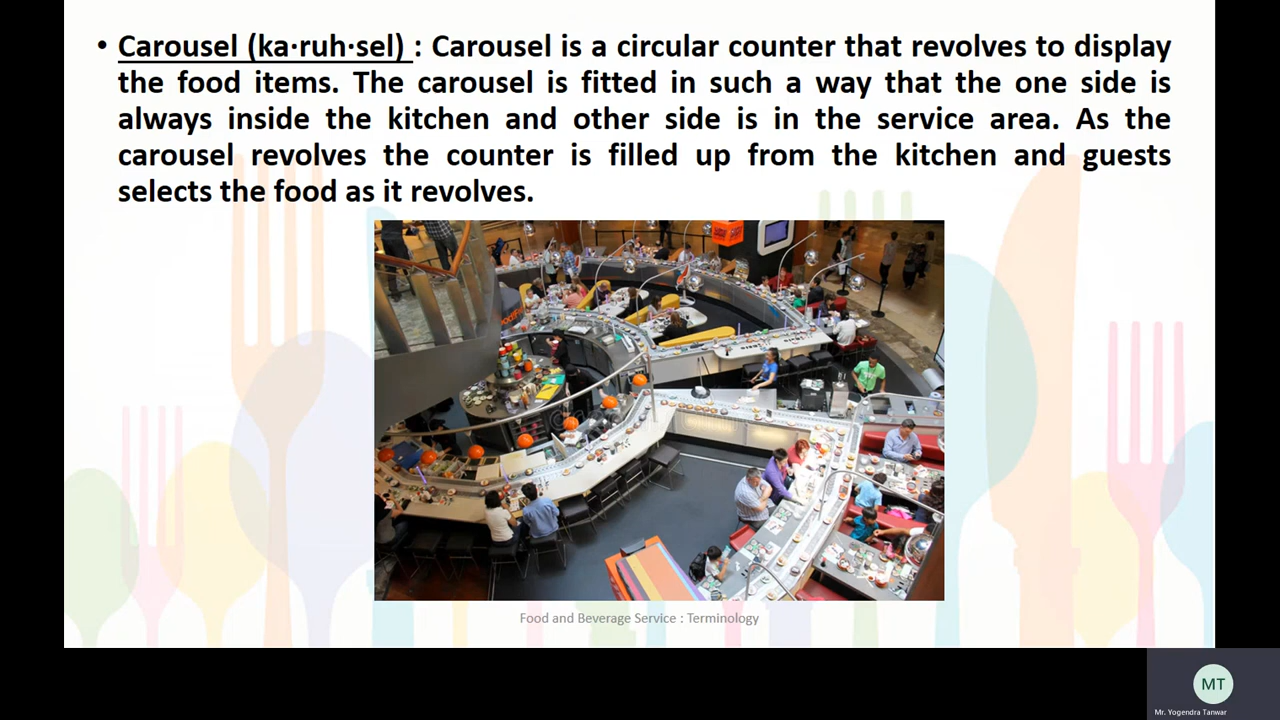 • Carousel (ka·ruh·sel) : Carousel is a circular counter that revolves to display
the food items. The carousel is fitted in such a way that the one side is
always inside the kitchen and other side is in the service area. As the
carousel revolves the counter is filled up from the kitchen and guests
selects the food as it revolves.
Food and Beverage Service : Terminology
MT
Mr. Yogendra Tanwar